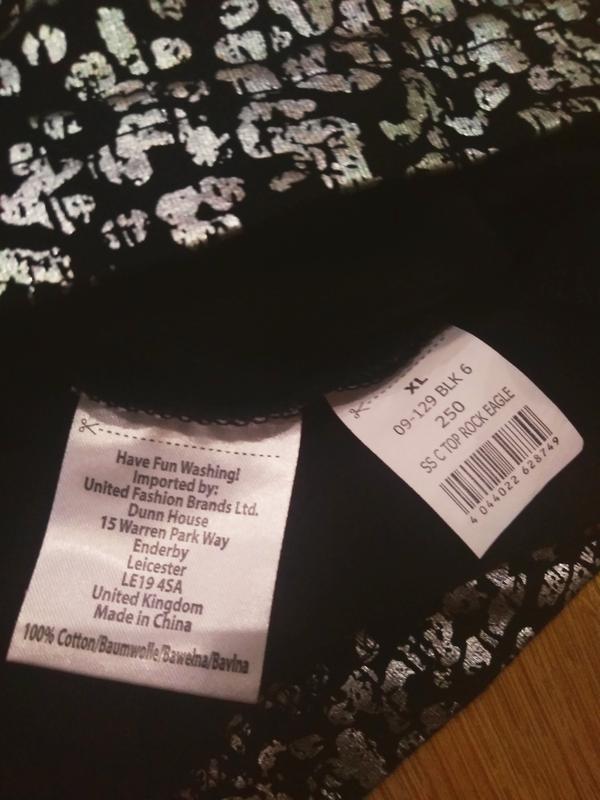 Have Fun Washing!
Imported by:
United Fashion Brands Ltd.
Dunn House
15 Warren Park Way
Enderby
Leicester
LE19 4SA
United Kingdom
Made in China
100% Cotton/Baumwolle/Bawełna/Bavlna
XL
09-129 BLK 6
250
SS C TOP ROCK EAGLE
4 044022 628749